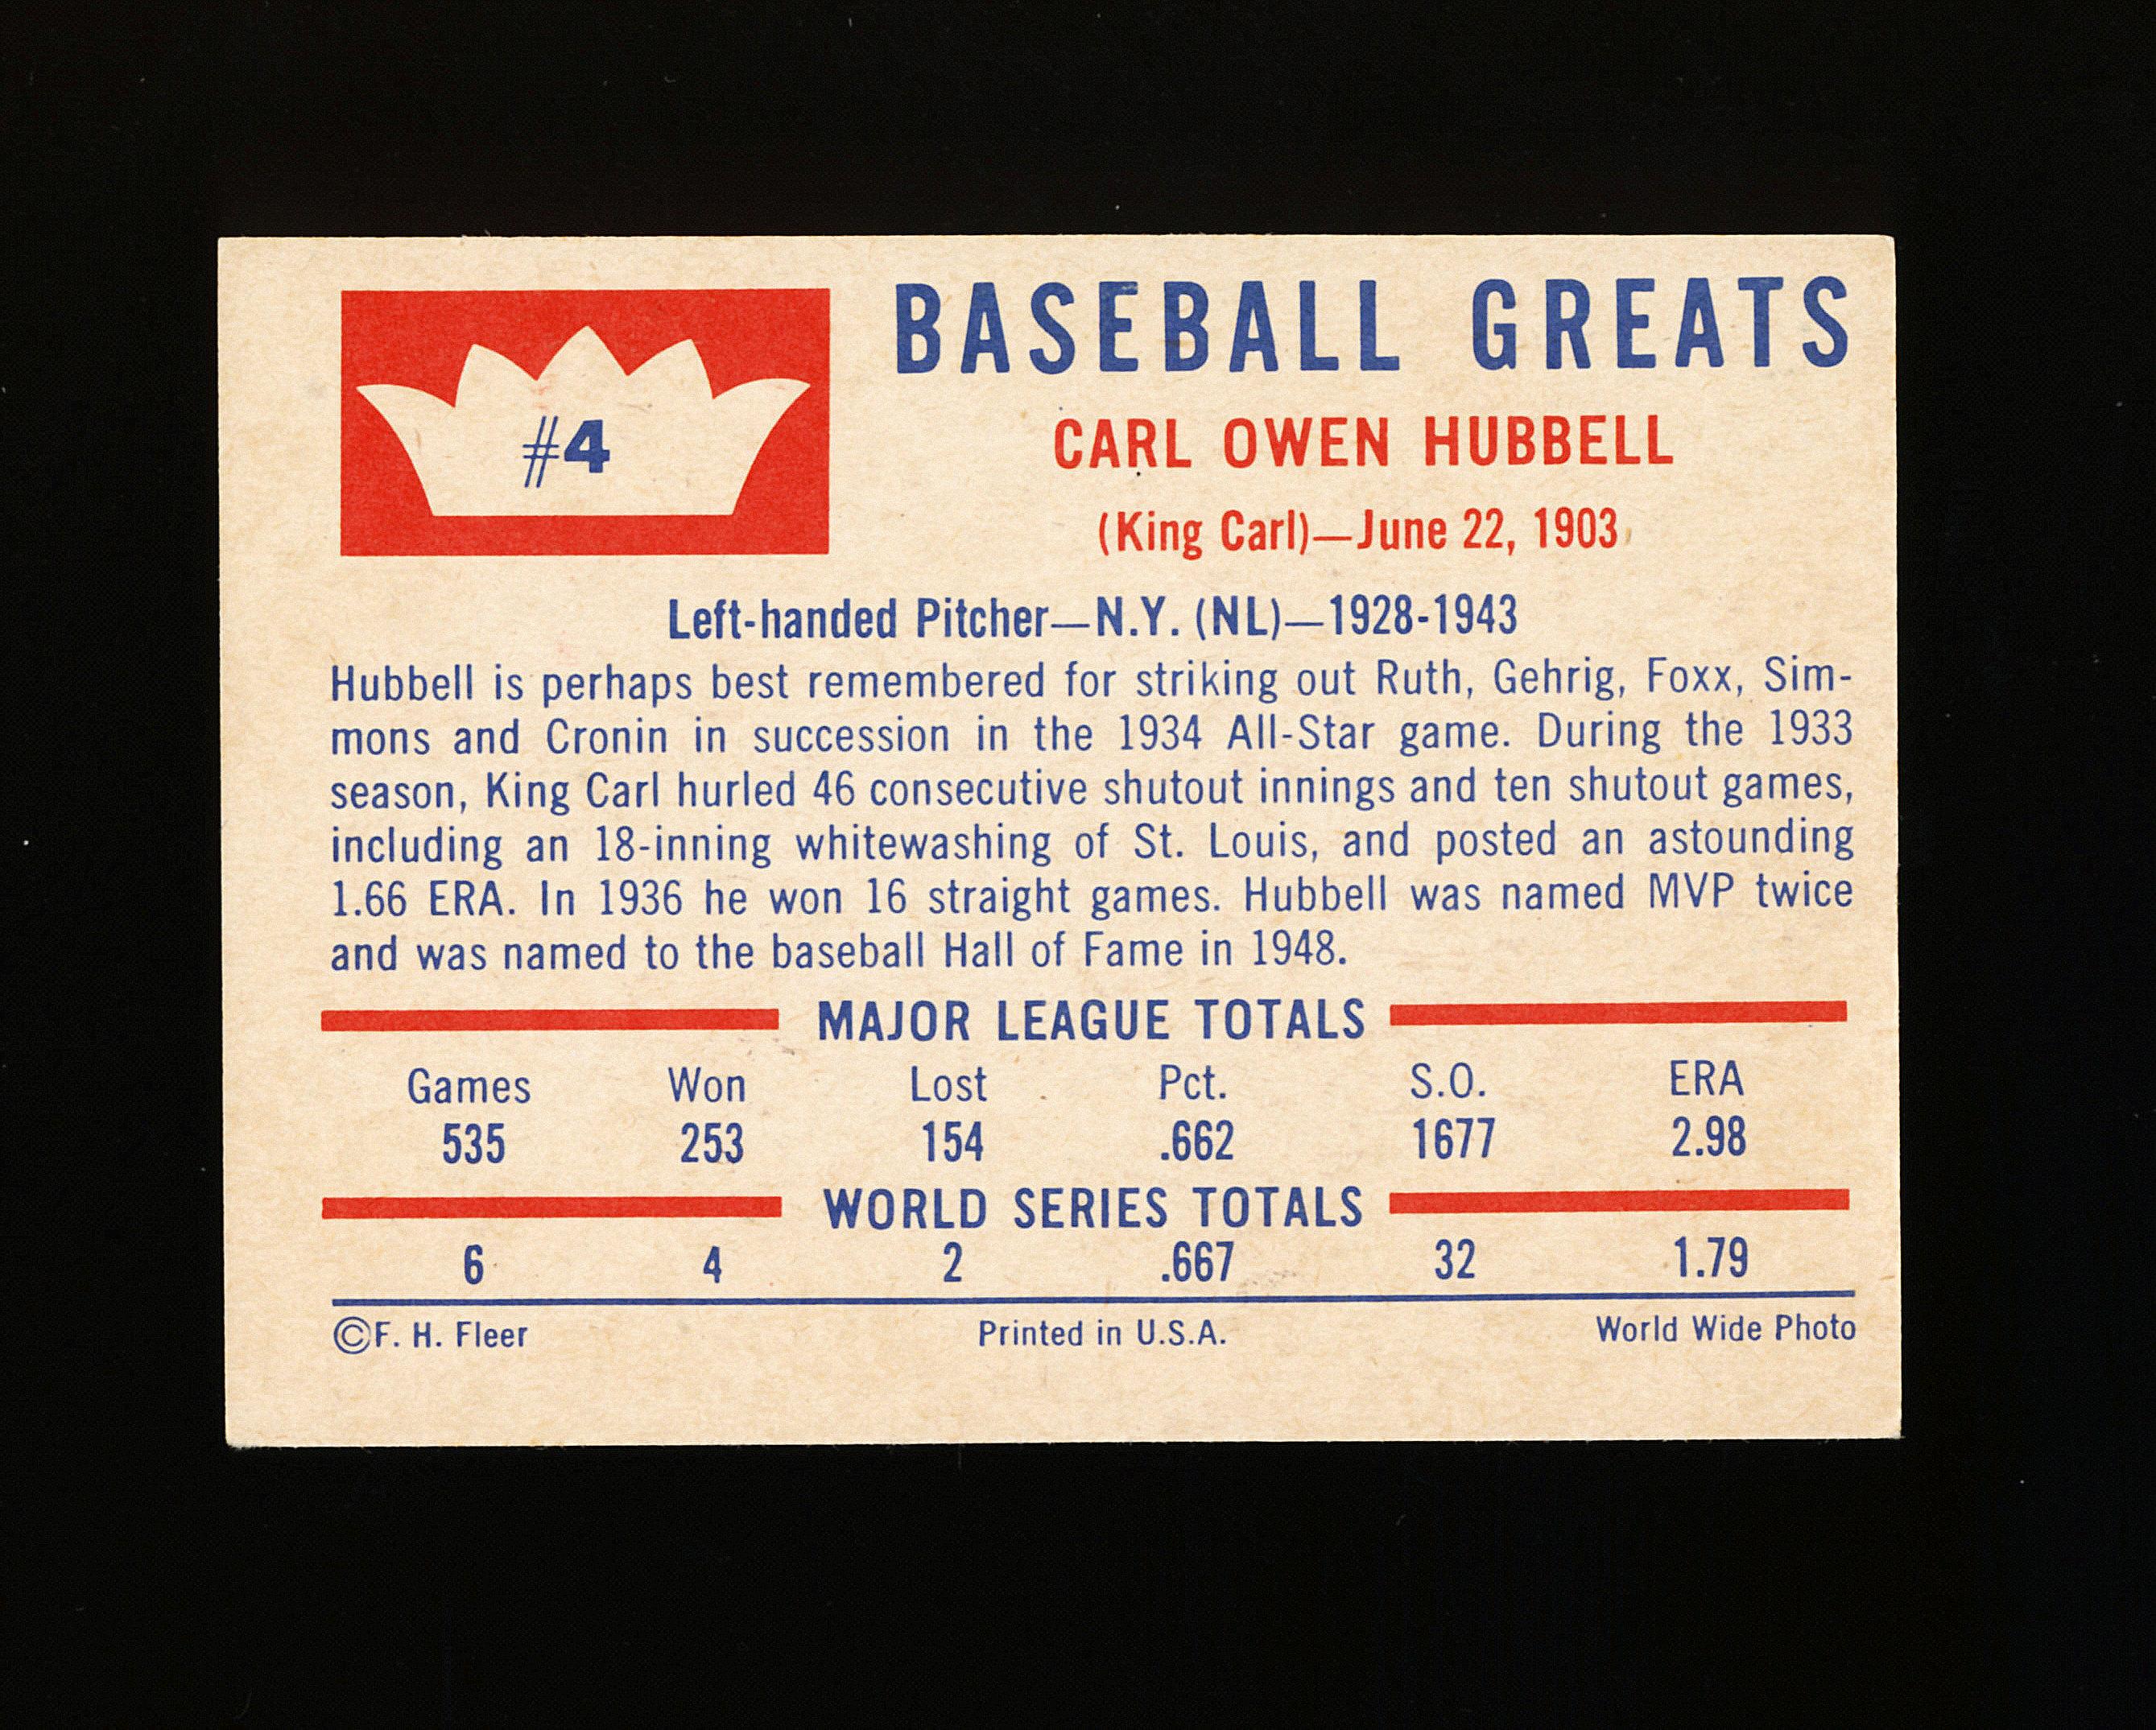 #4
BASEBALL GREATS
CARL OWEN HUBBELL
(King Carl)—June 22, 1903
Left-handed Pitcher—N.Y. (NL)—1928-1943
Hubbell is perhaps best remembered for striking out Ruth, Gehrig, Foxx, Sim-
mons and Cronin in succession in the 1934 All-Star game. During the 1933
season, King Carl hurled 46 consecutive shutout innings and ten shutout games,
including an 18-inning whitewashing of St. Louis, and posted an astounding
1.66 ERA. In 1936 he won 16 straight games. Hubbell was named MVP twice
and was named to the baseball Hall of Fame in 1948.
MAJOR LEAGUE TOTALS
Games Won Lost Pct. S.O. ERA
535 253 154 .662 1677 2.98
WORLD SERIES TOTALS
6 4 2 .667 32 1.79
©F. H. Fleer Printed in U.S.A. World Wide Photo